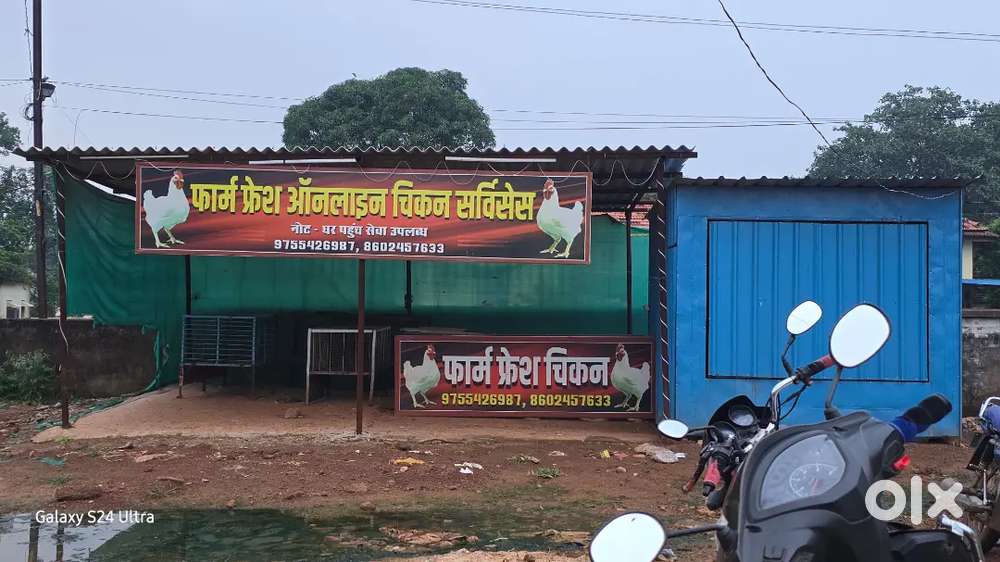 फार्म फ्रेश ऑनलाइन चिकन सर्विसेस
नोट - घर पहुच सेवा उपलब्ध
9755426987, 8602457633
फार्म फ्रेश चिकन
9755426987, 8602457633
Galaxy S24 Ultra
olx